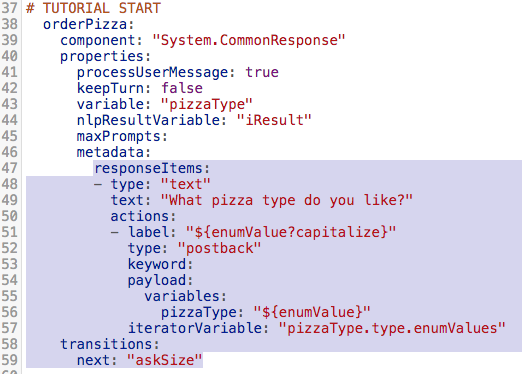 37 # TUTORIAL START
38   orderPizza:
39     component: "System.CommonResponse"
40     properties:
41       processUserMessage: true
42       keepTurn: false
43       variable: "pizzaType"
44       nlpResultVariable: "iResult"
45       maxPrompts:
46       metadata:
47         responseItems:
48         - type: "text"
49           text: "What pizza type do you like?"
50           actions:
51           - label: "${enumValue?capitalize}"
52             type: "postback"
53             keyword:
54             payload:
55               variables:
56                 pizzaType: "${enumValue}"
57             iteratorVariable: "pizzaType.type.enumValues"
58     transitions:
59       next: "askSize"